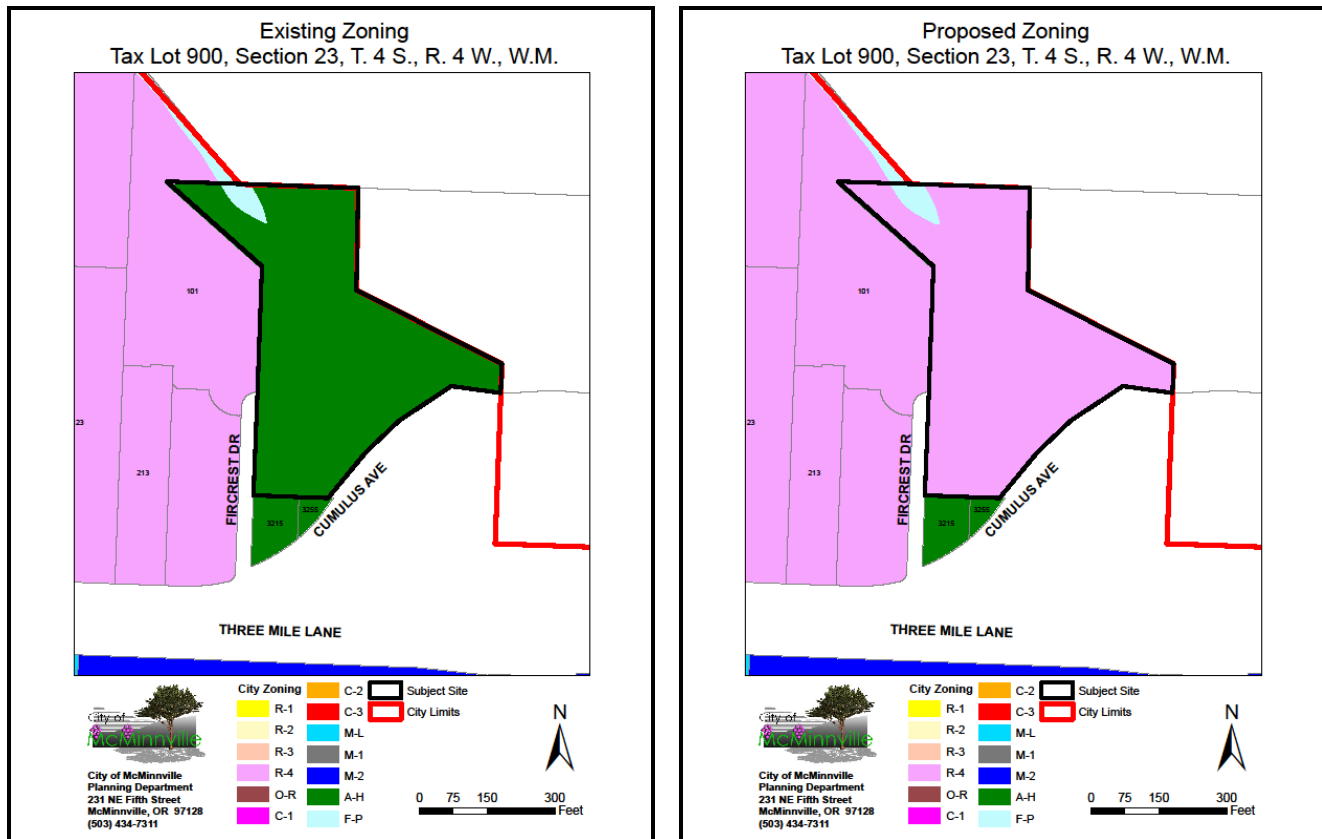 Existing Zoning
Tax Lot 900, Section 23, T. 4 S., R. 4 W., W.M.
101
23
213
FIRCREST DR
CUMULUS AVE
3215
3255
THREE MILE LANE
City of
McMinnville
City of McMinnville
Planning Department
231 NE Fifth Street
McMinnville, OR 97128
(503) 434-7311
City Zoning
R-1
R-2
R-3
R-4
O-R
C-1
C-2
C-3
M-L
M-1
M-2
A-H
F-P
Subject Site
City Limits
N
0 75 150 300
Feet
Proposed Zoning
Tax Lot 900, Section 23, T. 4 S., R. 4 W., W.M.
101
23
213
FIRCREST DR
CUMULUS AVE
3215
3255
THREE MILE LANE
City of
McMinnville
City of McMinnville
Planning Department
231 NE Fifth Street
McMinnville, OR 97128
(503) 434-7311
City Zoning
R-1
R-2
R-3
R-4
O-R
C-1
C-2
C-3
M-L
M-1
M-2
A-H
F-P
Subject Site
City Limits
N
0 75 150 300
Feet